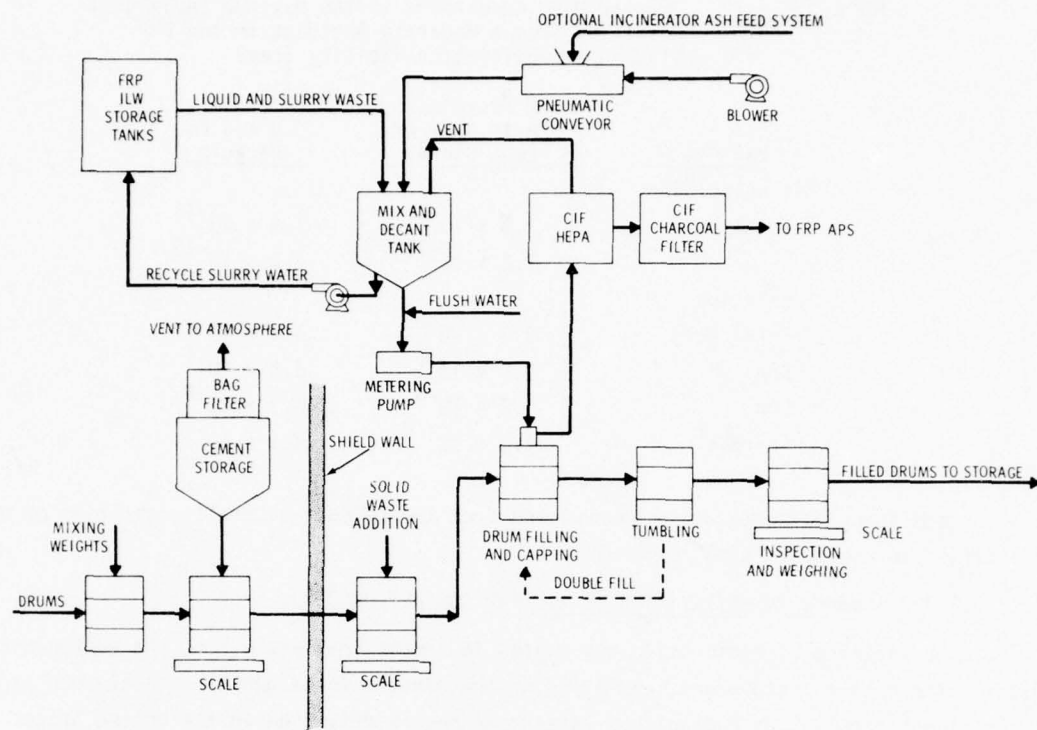 OPTIONAL INCINERATOR ASH FEED SYSTEM
FRP
ILW
STORAGE
TANKS
LIQUID AND SLURRY WASTE
PNEUMATIC
CONVEYOR
BLOWER
VENT
MIX AND
DECANT
TANK
CIF
HEPA
CIF
CHARCOAL
FILTER
TO FRP APS
RECYCLE SLURRY WATER
FLUSH WATER
VENT TO ATMOSPHERE
METERING
PUMP
BAG
FILTER
CEMENT
STORAGE
SHIELD WALL
SOLID
WASTE
ADDITION
FILLED DRUMS TO STORAGE
MIXING
WEIGHTS
DRUM FILLING
AND CAPPING
TUMBLING
SCALE
INSPECTION
AND WEIGHING
DOUBLE FILL
DRUMS
SCALE
SCALE